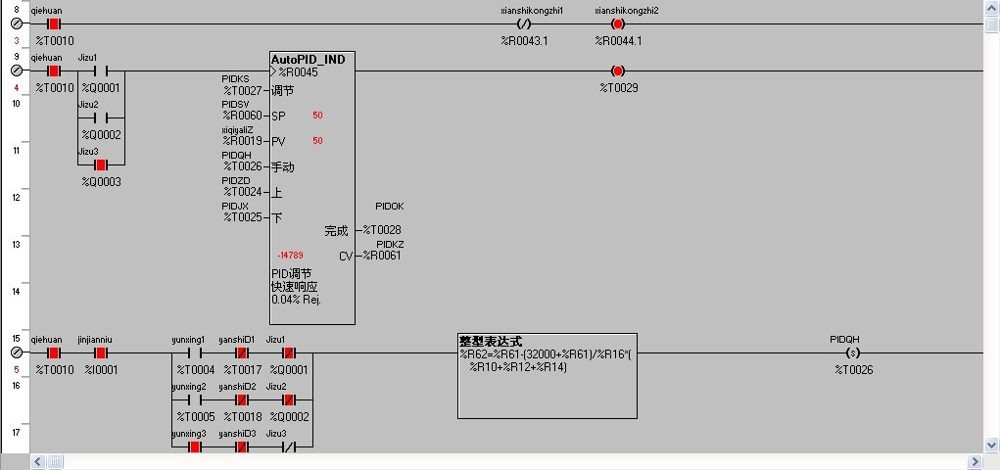 8 qiehuan xianshikongzhi1 xianshikongzhi2
3 %T0010 %R0043.1 %R0044.1
9 qiehuan Jizu1
4 %T0010 %Q0001 %T0029
10 Jizu2
%Q0002
11 Jizu3
%Q0003
12
13
14
AutoPID_IND
%R0045
PIDKS
%T0027 调节
PIDSV
%R0060 SP 50
xiqiyaliZ
%R0019 PV 50
PIDQH
%T0026 手动
PIDZD
%T0024 上
PIDJX
%T0025 下
PIDOK
完成 %T0028
PIDKZ
-14789 CV %R0061
PID调节
快速响应
0.04% Rej.
15 qiehuan jinjianniu yunxing1 yanshiD1 Jizu1 PIDQH
(s)
5 %T0010 %I0001 %T0004 %T0017 %Q0001 %T0026
整型表达式
%R62=%R61-(32000+%R61)/%R16*(
%R10+%R12+%R14)
16 yunxing2 yanshiD2 Jizu2
%T0005 %T0018 %Q0002
17 yunxing3 yanshiD3 Jizu3